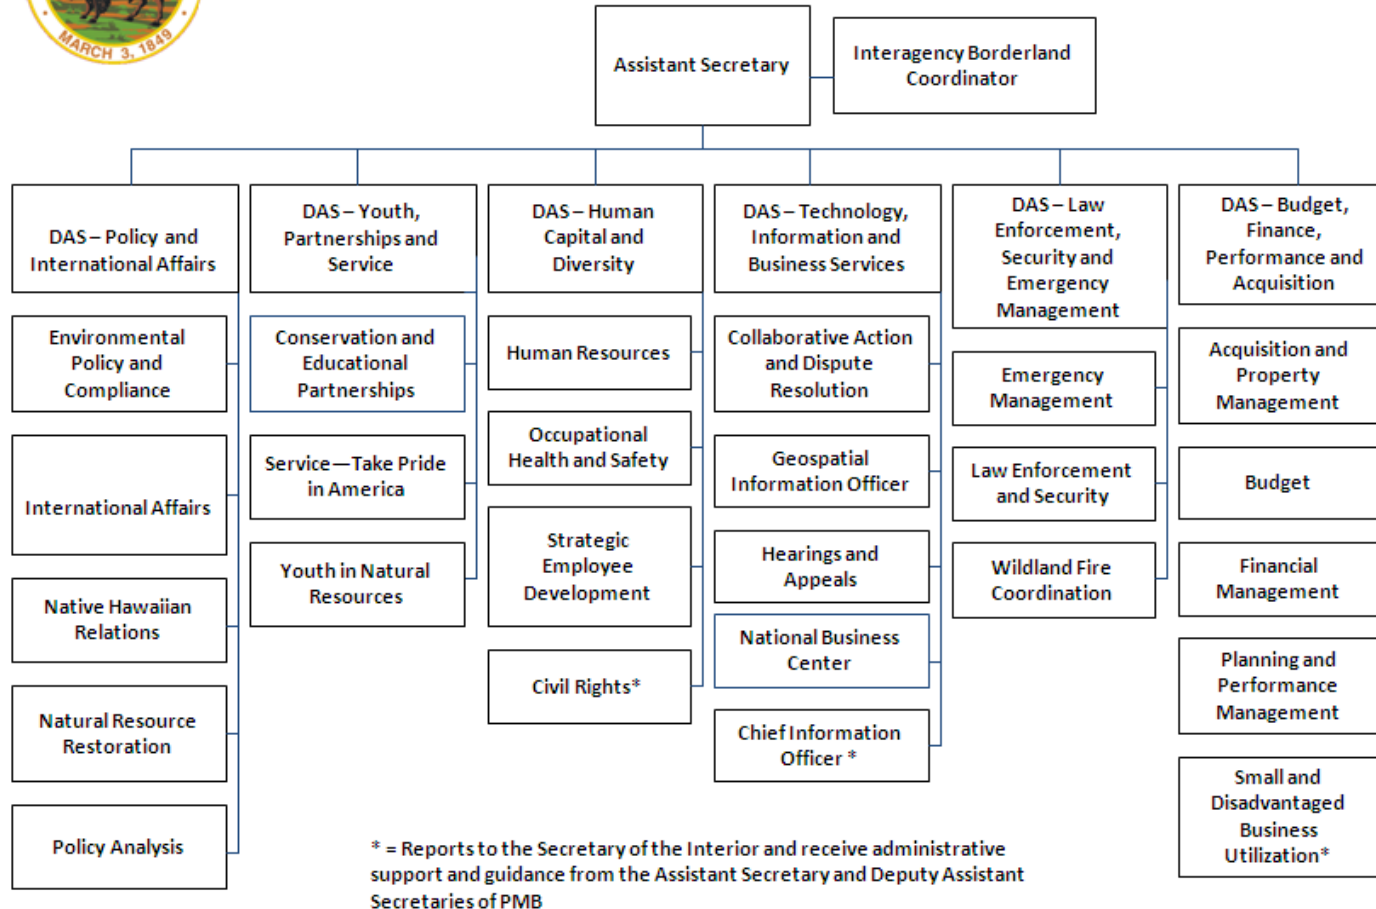 MARCH 3, 1849
Assistant Secretary
Interagency Borderland
Coordinator
DAS – Policy and
International Affairs
Environmental
Policy and
Compliance
International Affairs
Native Hawaiian
Relations
Natural Resource
Restoration
Policy Analysis
DAS – Youth,
Partnerships and
Service
Conservation and
Educational
Partnerships
Service—Take Pride
in America
Youth in Natural
Resources
DAS – Human
Capital and
Diversity
Human Resources
Occupational
Health and Safety
Strategic
Employee
Development
Civil Rights*
DAS – Technology,
Information and
Business Services
Collaborative Action
and Dispute
Resolution
Geospatial
Information Officer
Hearings and
Appeals
National Business
Center
Chief Information
Officer *
DAS – Law
Enforcement,
Security and
Emergency
Management
Emergency
Management
Law Enforcement
and Security
Wildland Fire
Coordination
DAS – Budget,
Finance,
Performance and
Acquisition
Acquisition and
Property
Management
Budget
Financial
Management
Planning and
Performance
Management
Small and
Disadvantaged
Business
Utilization*
* = Reports to the Secretary of the Interior and receive administrative
support and guidance from the Assistant Secretary and Deputy Assistant
Secretaries of PMB